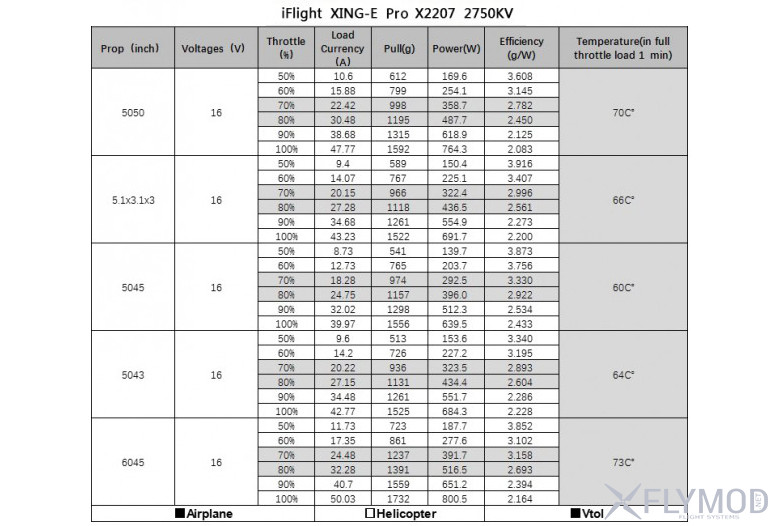 iFlight XING-E Pro X2207 2750KV
Prop (inch) Voltages (V) Throttle (%) Load Currency (A) Pull(g) Power(W) Efficiency (g/W) Temperature(in full throttle load 1 min)
50% 10.6 612 169.6 3.608
60% 15.88 799 254.1 3.145
70% 22.42 998 358.7 2.782
5050 16 80% 30.48 1195 487.7 2.450 70C°
90% 38.68 1315 618.9 2.125
100% 47.77 1592 764.3 2.083
50% 9.4 589 150.4 3.916
60% 14.07 767 225.1 3.407
70% 20.15 966 322.4 2.996
5.1x3.1x3 16 80% 27.28 1118 436.5 2.561 66C°
90% 34.68 1261 554.9 2.273
100% 43.23 1522 691.7 2.200
50% 8.73 541 139.7 3.873
60% 12.73 765 203.7 3.756
70% 18.28 974 292.5 3.330
5045 16 80% 24.75 1157 396.0 2.922 60C°
90% 32.02 1298 512.3 2.534
100% 39.97 1556 639.5 2.433
50% 9.6 513 153.6 3.340
60% 14.2 726 227.2 3.195
70% 20.22 936 323.5 2.893
5043 16 80% 27.15 1131 434.4 2.604 64C°
90% 34.48 1261 551.7 2.286
100% 42.77 1525 684.3 2.228
50% 11.73 723 187.7 3.852
60% 17.35 861 277.6 3.102
70% 24.48 1237 391.7 3.158
6045 16 80% 32.28 1391 516.5 2.693 73C°
90% 40.7 1559 651.2 2.394
100% 50.03 1732 800.5 2.164
■Airplane □Helicopter ■Vtol
FLYMOD.NET
FLIGHT SYSTEMS